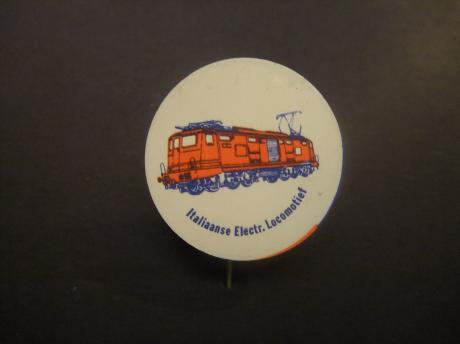 Italiaanse Electr. Locomotief